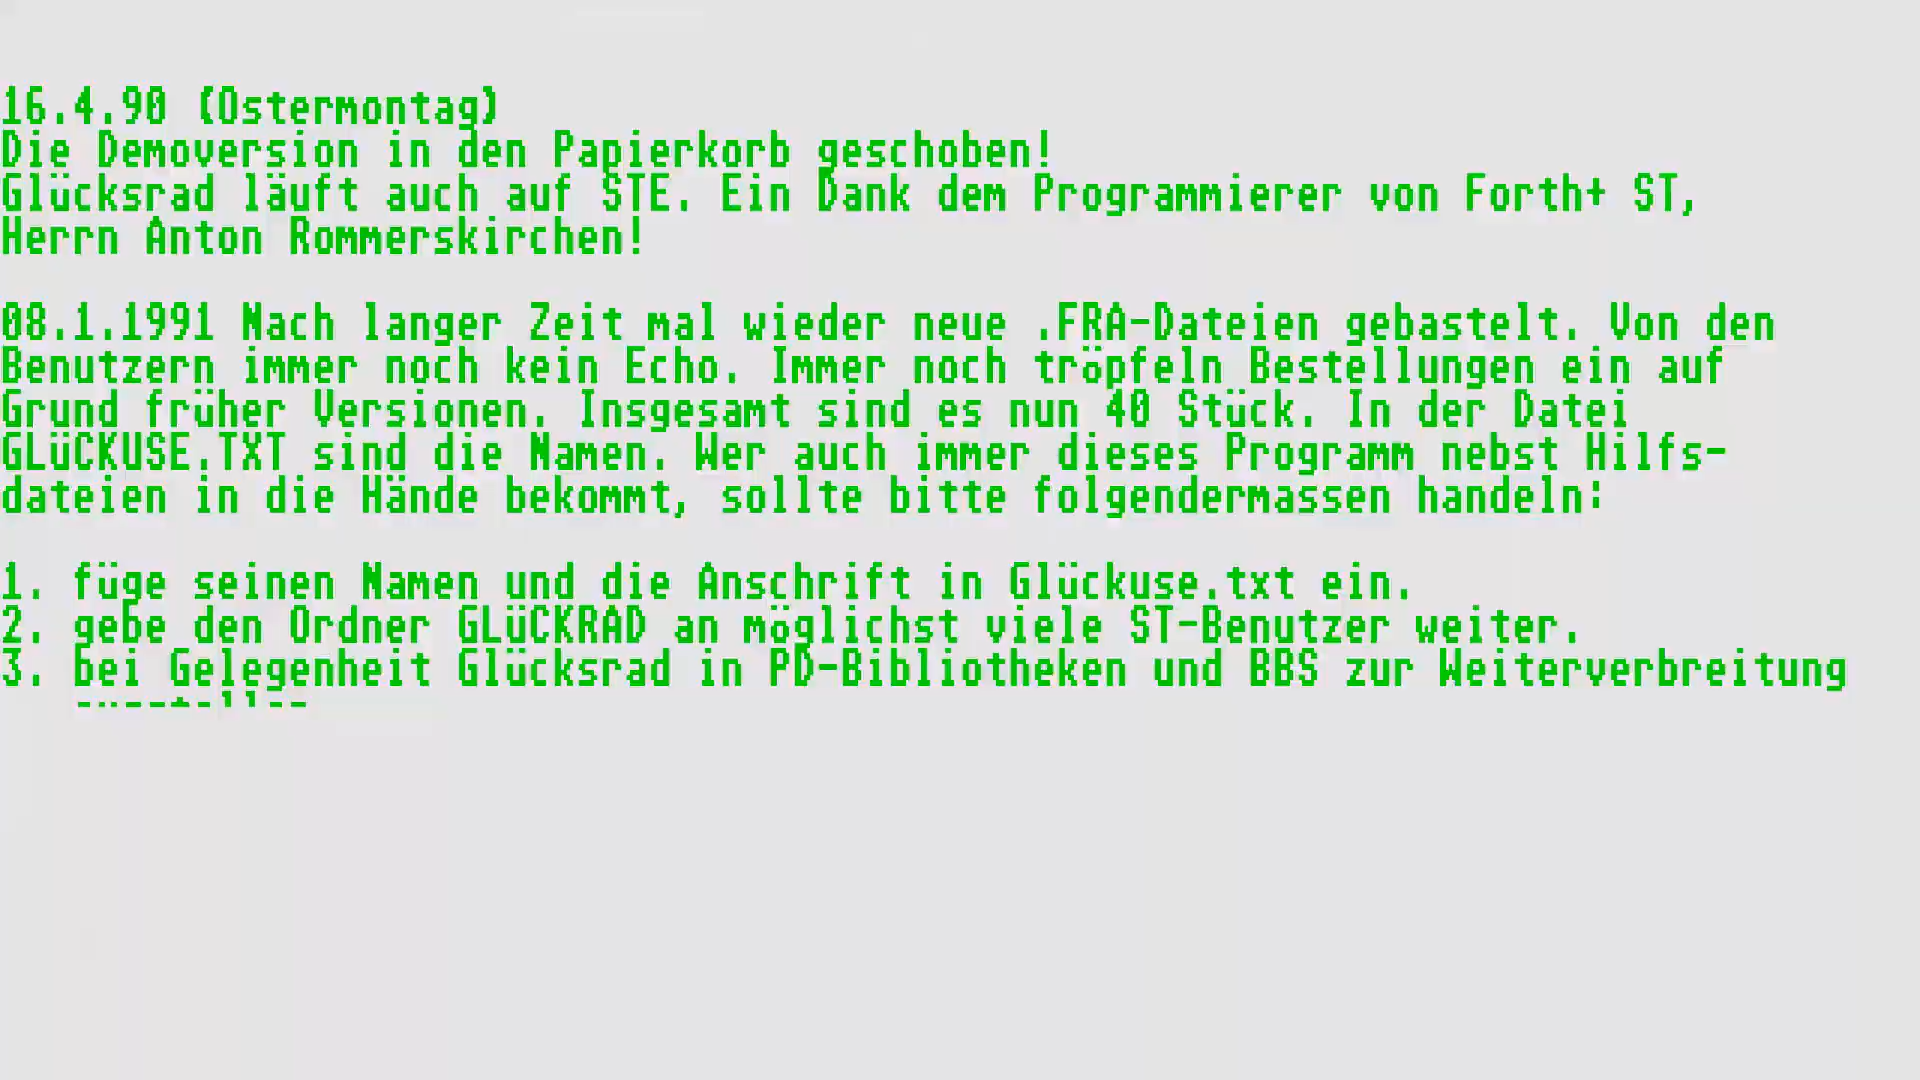 16.4.90 (Ostermontag)
Die Demoversion in den Papierkorb geschoben!
Glücksrad läuft auch auf STE. Ein Dank dem Programmierer von Forth+ ST,
Herrn Anton Rommerskirchen!
08.1.1991 Nach langer Zeit mal wieder neue .FRA-Dateien gebastelt. Von den
Benutzern immer noch kein Echo. Immer noch tröpfeln Bestellungen ein auf
Grund früher Versionen. Insgesamt sind es nun 40 Stück. In der Datei
GLüCKUSE.TXT sind die Namen. Wer auch immer dieses Programm nebst Hilfs-
dateien in die Hände bekommt, sollte bitte folgendermassen handeln:
1. füge seinen Namen und die Anschrift in Glückuse.txt ein.
2. gebe den Ordner GLüCKRAD an möglichst viele ST-Benutzer weiter.
3. bei Gelegenheit Glücksrad in PD-Bibliotheken und BBS zur Weiterverbreitung